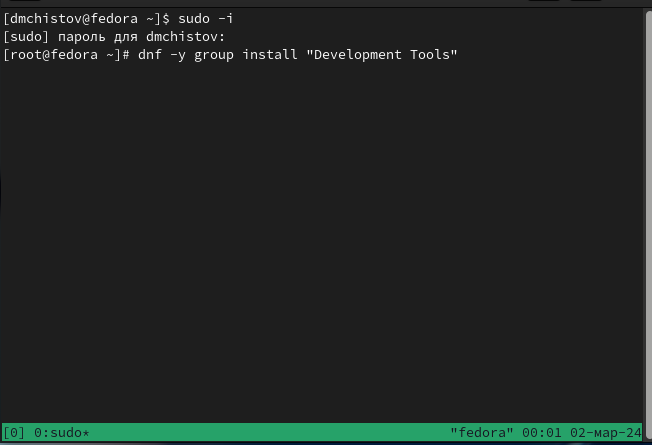 [dmchistov@fedora ~]$ sudo -i
[sudo] пароль для dmchistov:
[root@fedora ~]# dnf -y group install "Development Tools"
[0] 0:sudo* "fedora" 00:01 02-мар-24